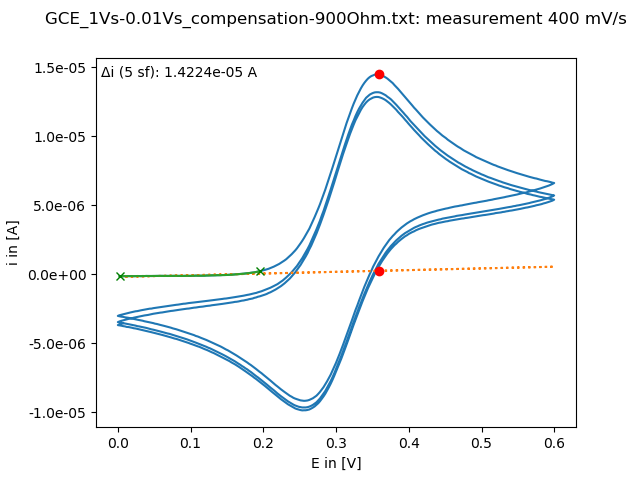 GCE_1Vs-0.01Vs_compensation-900Ohm.txt: measurement 400 mV/s
Δi (5 sf): 1.4224e-05 A
1.5e-05
1.0e-05
5.0e-06
0.0e+00
-5.0e-06
-1.0e-05
i in [A]
0.0 0.1 0.2 0.3 0.4 0.5 0.6
E in [V]